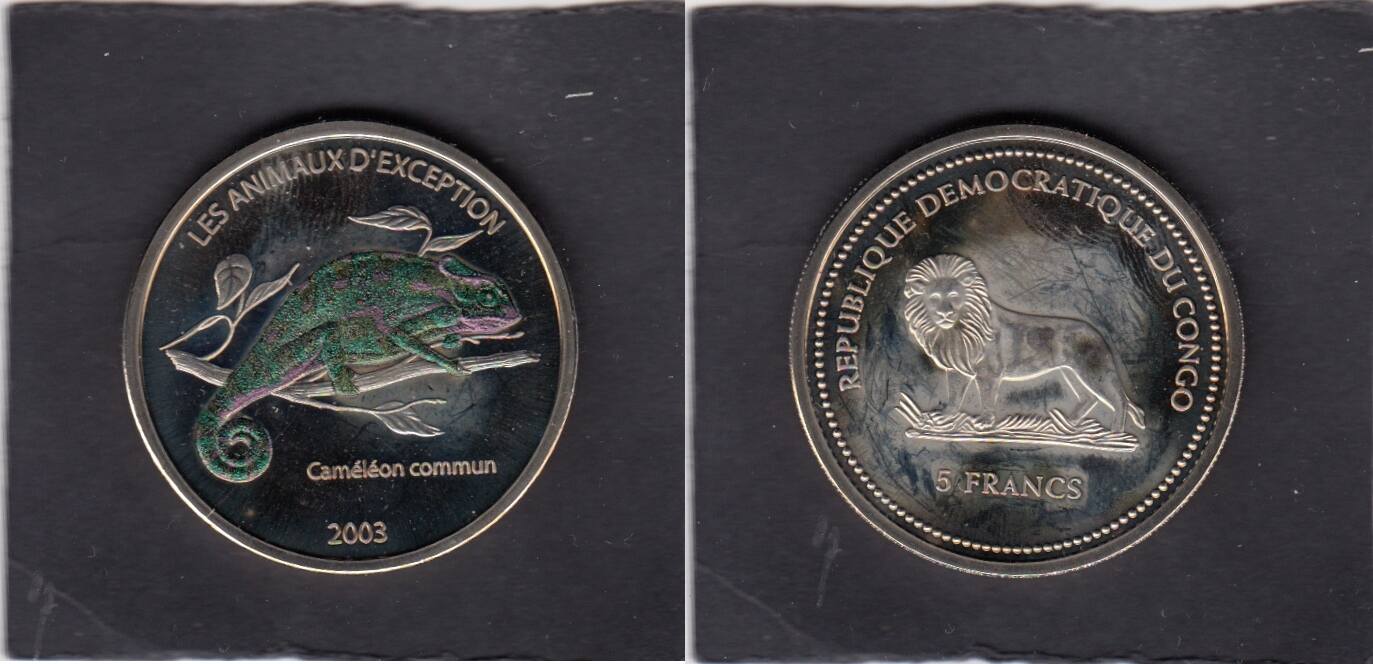 LES ANIMAUX D'EXCEPTION
Caméléon commun
2003
REPUBLIQUE DEMOCRATIQUE DU CONGO
5 FRANCS